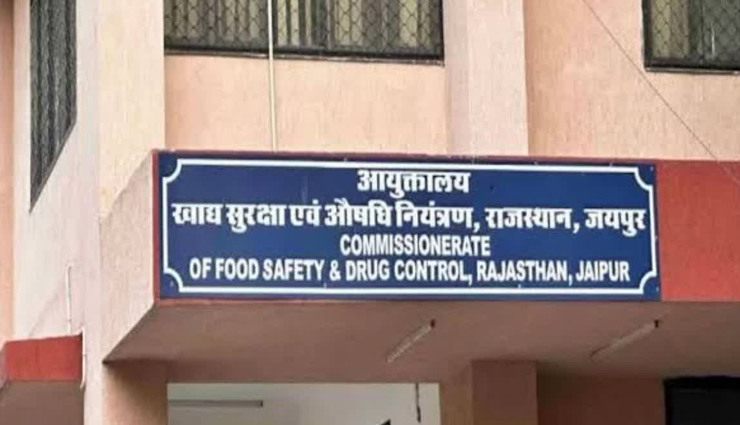 आयुक्तालय
खाद्य सुरक्षा एवं औषधि नियंत्रण, राजस्थान, जयपुर
COMMISSIONERATE
OF FOOD SAFETY & DRUG CONTROL, RAJASTHAN, JAIPUR